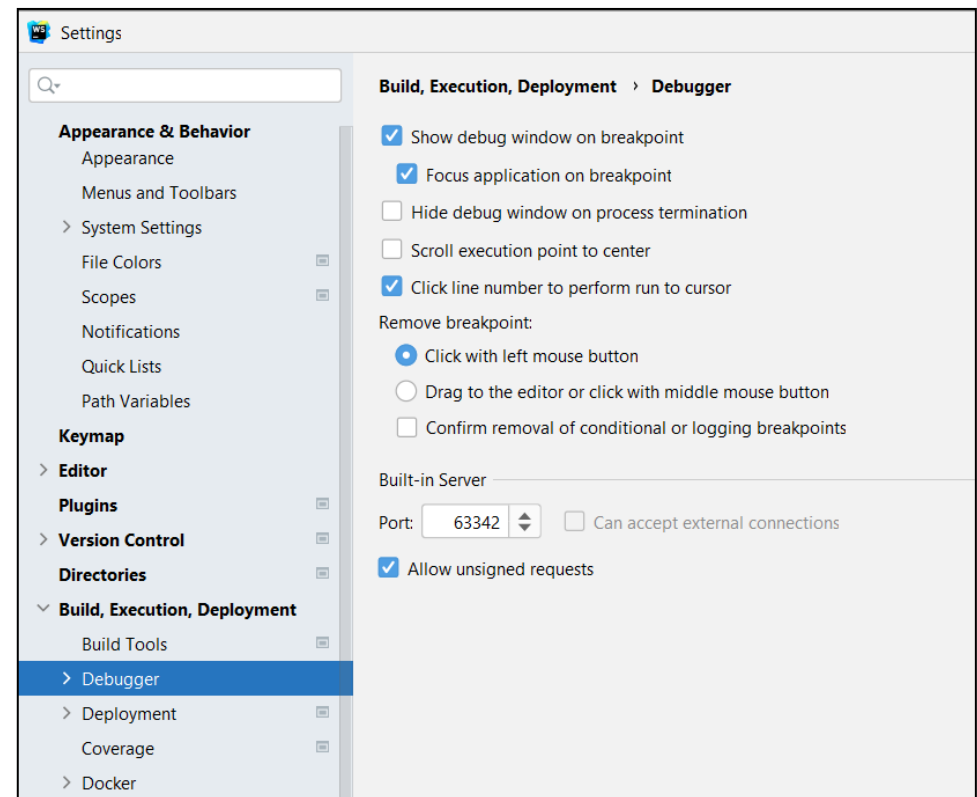 WS
Settings
Appearance & Behavior
Appearance
Menus and Toolbars
System Settings
File Colors
Scopes
Notifications
Quick Lists
Path Variables
Keymap
Editor
Plugins
Version Control
Directories
Build, Execution, Deployment
Build Tools
Debugger
Deployment
Coverage
Docker
Build, Execution, Deployment › Debugger
Show debug window on breakpoint
Focus application on breakpoint
Hide debug window on process termination
Scroll execution point to center
Click line number to perform run to cursor
Remove breakpoint:
Click with left mouse button
Drag to the editor or click with middle mouse button
Confirm removal of conditional or logging breakpoints
Built-in Server
Port: 63342 Can accept external connections
Allow unsigned requests